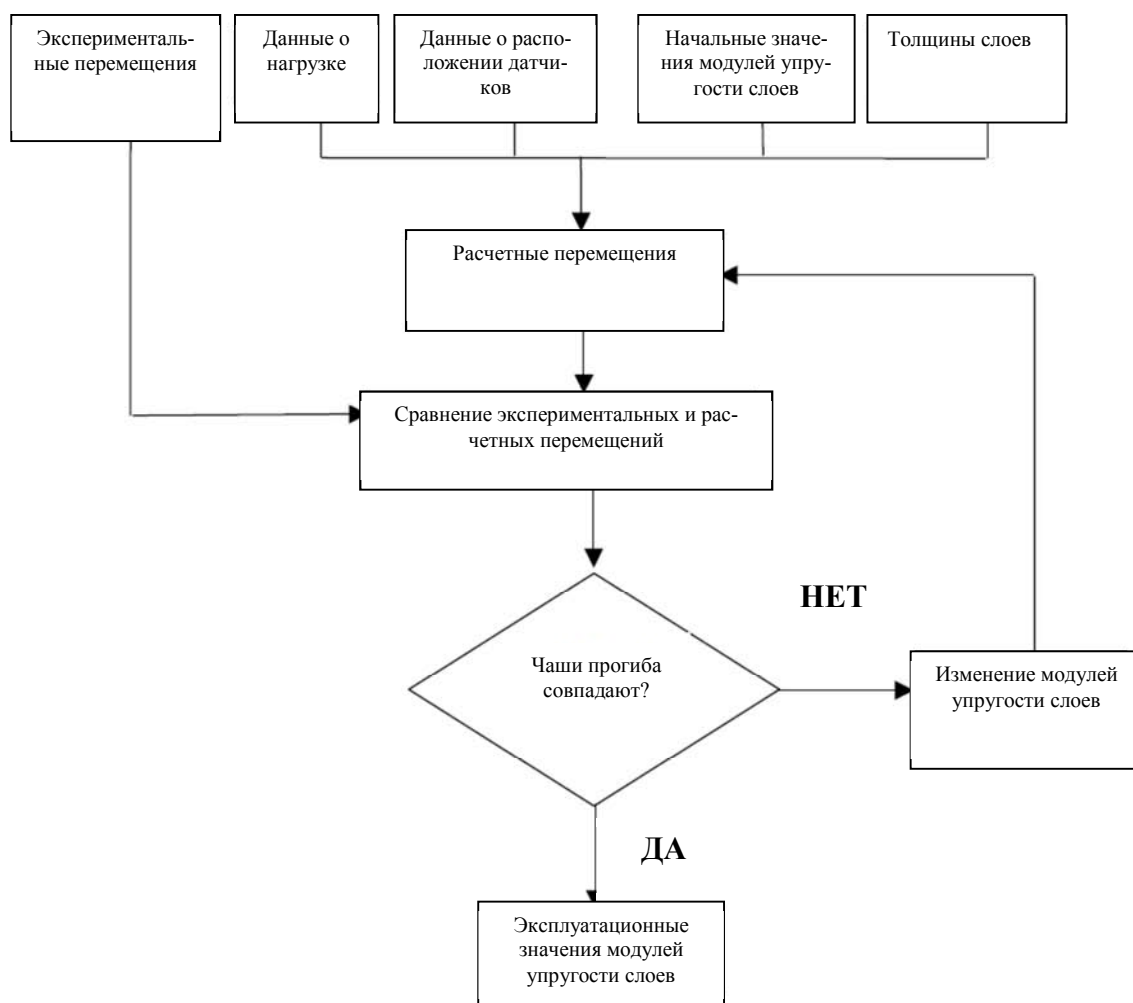 Эксперименталь-
ные перемещения
Данные о
нагрузке
Данные о распо-
ложении датчи-
ков
Начальные значе-
ния модулей упру-
гости слоев
Толщины слоев
Расчетные перемещения
Сравнение экспериментальных и рас-
четных перемещений
НЕТ
Чаши прогиба
совпадают?
Изменение модулей
упругости слоев
ДА
Эксплуатационные
значения модулей
упругости слоев